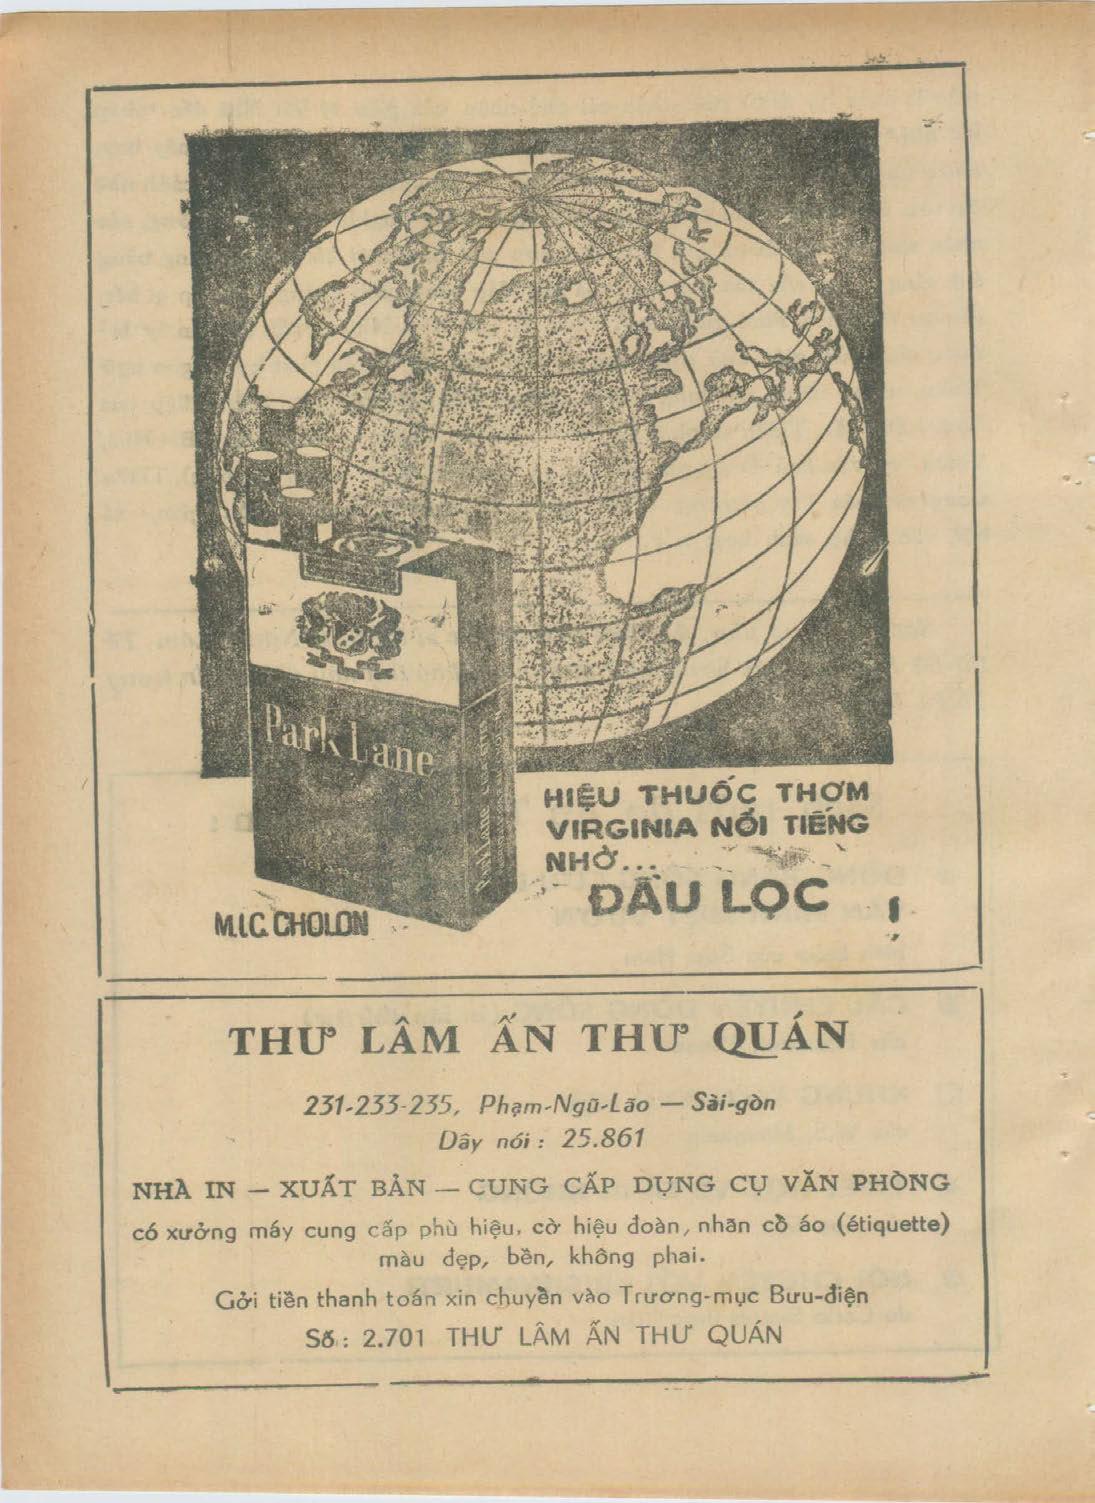 Park Lane
HIỆU THUỐC THƠM
VIRGINIA NỔI TIẾNG
NHỜ...
ĐẦU LỌC !
M.I.C. CHOLON
THƯ LÂM ẤN THƯ QUÁN
231-233-235, Phạm-Ngũ-Lão — Sài-gòn
Dây nói : 25.861
NHÀ IN — XUẤT BẢN — CUNG CẤP DỤNG CỤ VĂN PHÒNG
có xưởng máy cung cấp phù hiệu, cờ hiệu đoàn, nhãn cổ áo (étiquette)
màu đẹp, bền, không phai.
Gởi tiền thanh toán xin chuyển vào Trương-mục Bưu-điện
Số : 2.701 THƯ LÂM ẤN THƯ QUÁN